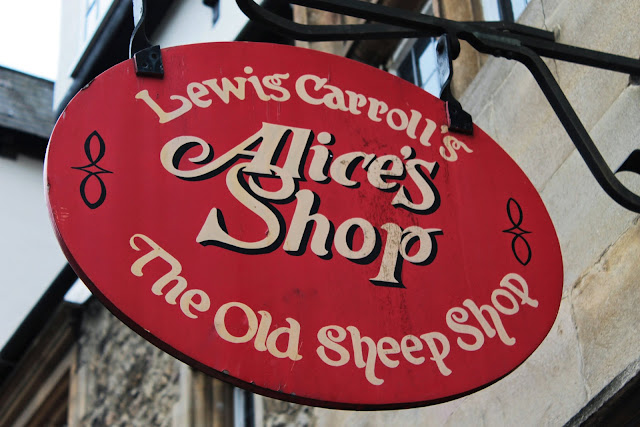 Lewis Carroll's
Alice's
Shop
The Old Sheep Shop